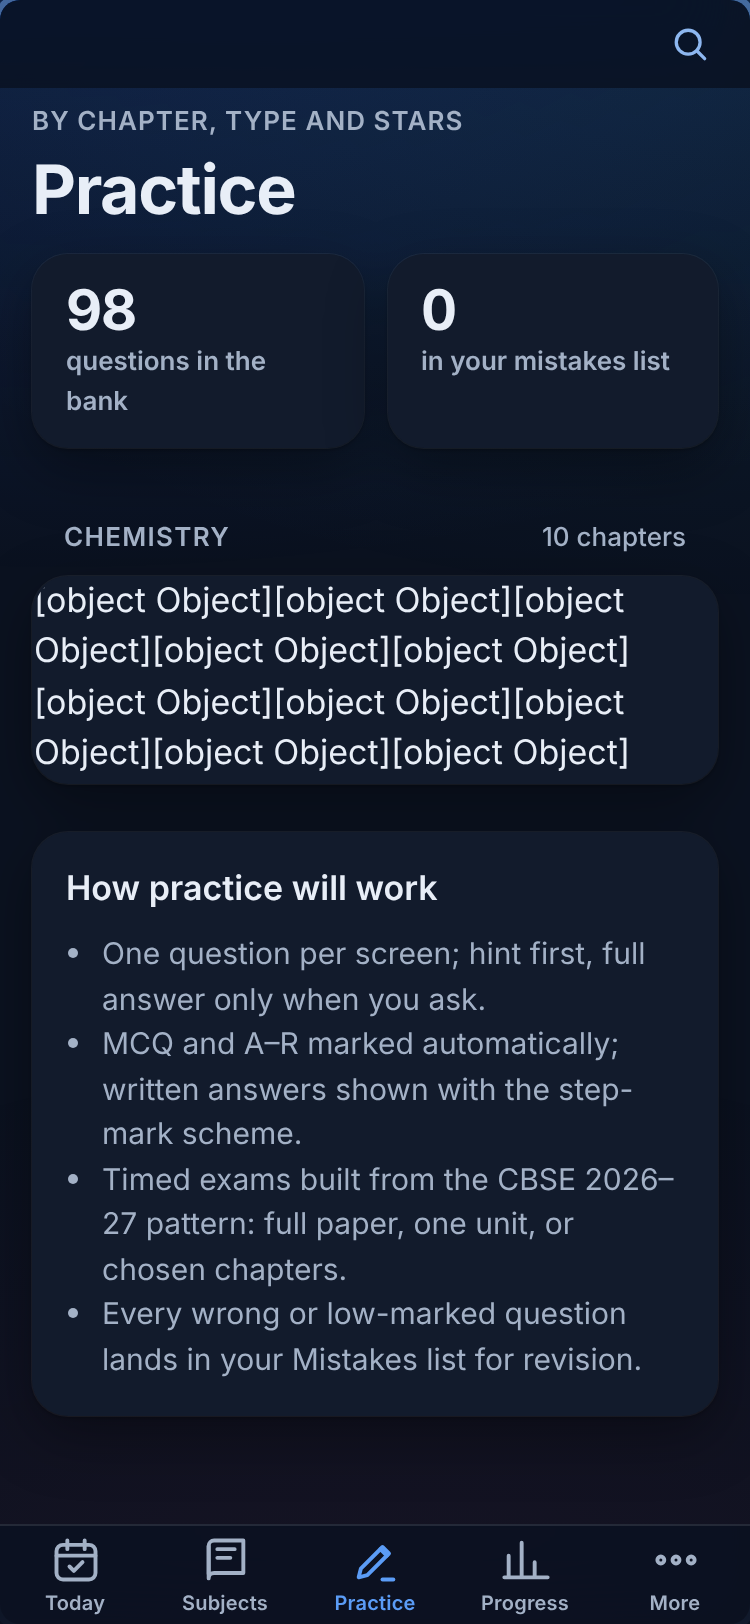 BY CHAPTER, TYPE AND STARS
Practice
98
questions in the
bank
0
in your mistakes list
CHEMISTRY
10 chapters
[object Object][object Object][object
Object][object Object][object Object]
[object Object][object Object][object
Object][object Object][object Object]
How practice will work
• One question per screen; hint first, full
answer only when you ask.
• MCQ and A–R marked automatically;
written answers shown with the step-
mark scheme.
• Timed exams built from the CBSE 2026–
27 pattern: full paper, one unit, or
chosen chapters.
• Every wrong or low-marked question
lands in your Mistakes list for revision.
Today
Subjects
Practice
Progress
More